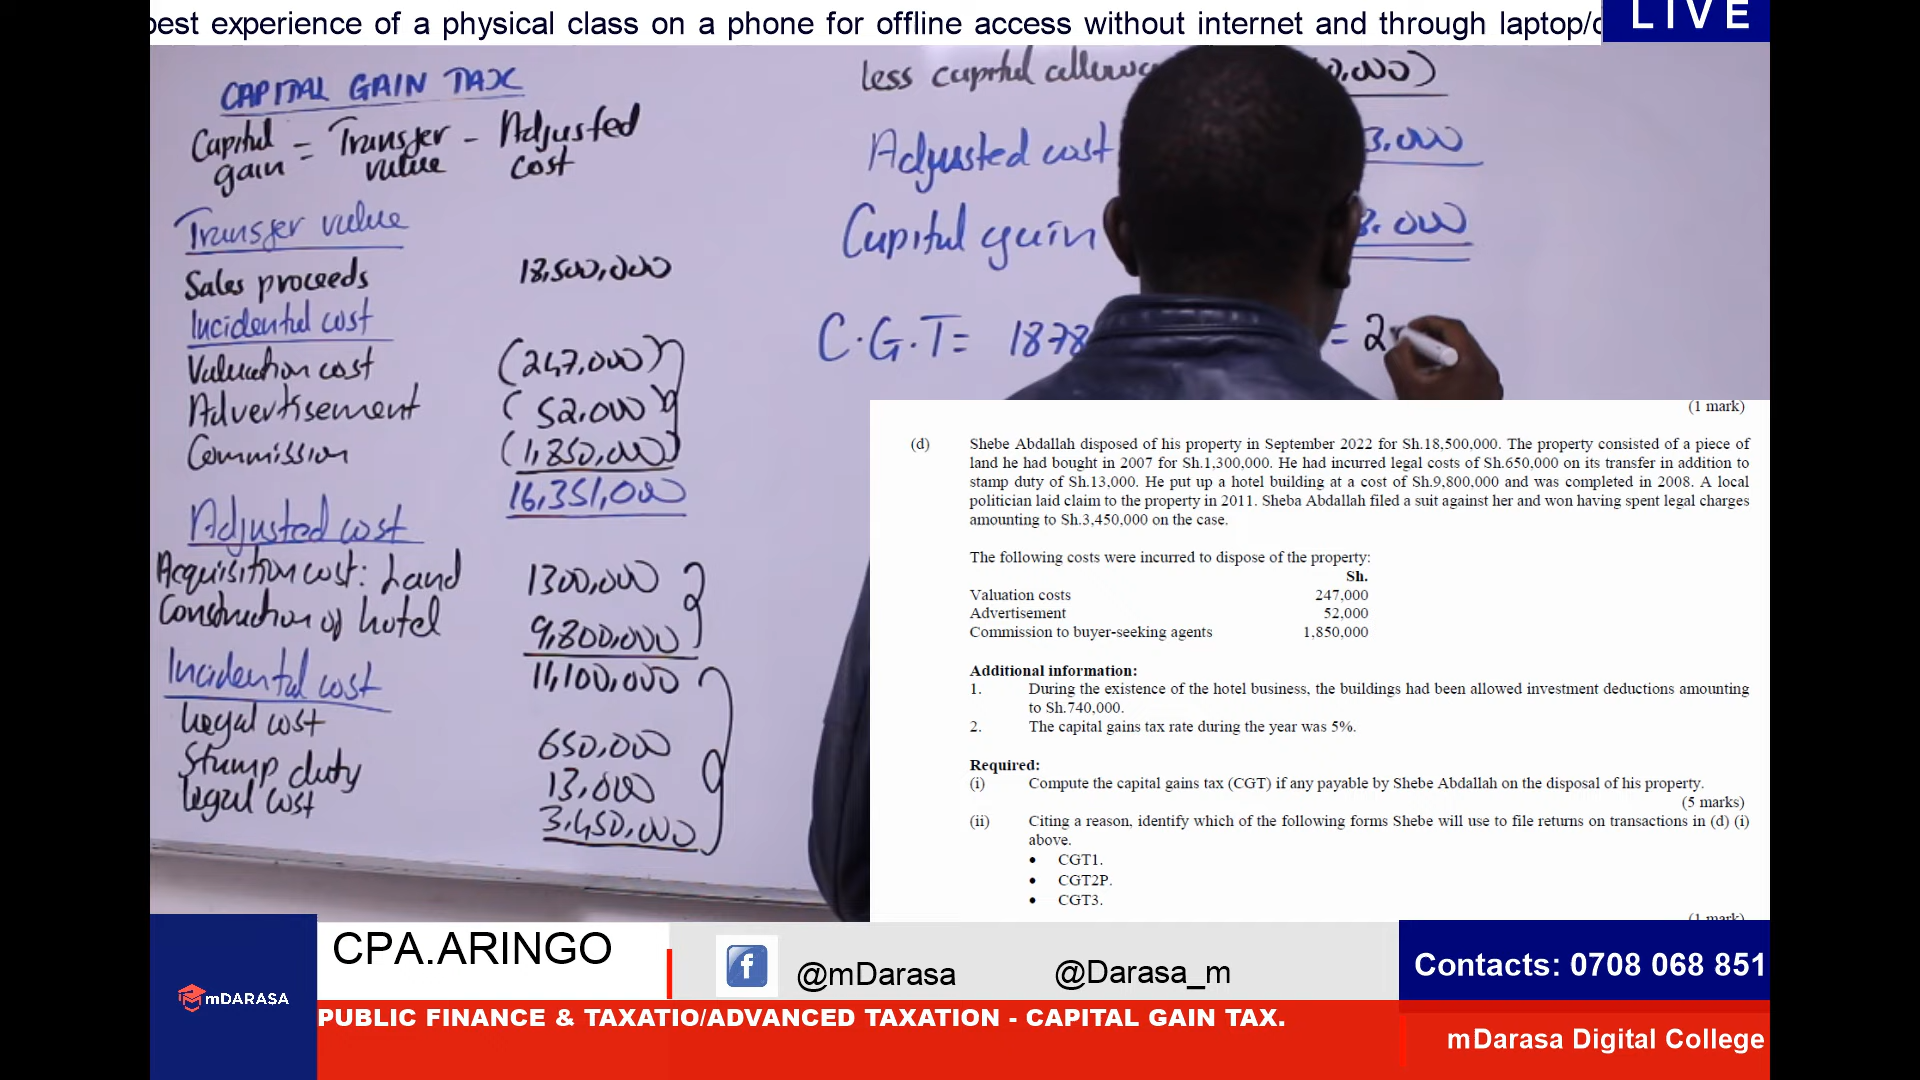 best experience of a physical class on a phone for offline access without internet and through laptop/
LIVE
CAPITAL GAIN TAX
Capital gain = Transfer value - Adjusted cost
Transfer value
Sales proceeds 18,500,000
Incidental cost
Valuation cost (247,000)
Advertisement (52,000)
Commission (1,850,000)
16,351,000
Adjusted cost
Acquisition cost: Land 1300,000
Construction of hotel 9,800,000
11,100,000
Incidental cost
Legal cost 650,000
Stamp duty 13,000
legal cost 3,450,000
less capital
Adjusted cost 3.000
Capital gain 3.000
C.G.T = 1878 = 2
(1 mark)
(d) Shebe Abdallah disposed of his property in September 2022 for Sh.18,500,000. The property consisted of a piece of
land he had bought in 2007 for Sh.1,300,000. He had incurred legal costs of Sh.650,000 on its transfer in addition to
stamp duty of Sh.13,000. He put up a hotel building at a cost of Sh.9,800,000 and was completed in 2008. A local
politician laid claim to the property in 2011. Sheba Abdallah filed a suit against her and won having spent legal charges
amounting to Sh.3,450,000 on the case.
The following costs were incurred to dispose of the property:
Sh.
Valuation costs 247,000
Advertisement 52,000
Commission to buyer-seeking agents 1,850,000
Additional information:
1. During the existence of the hotel business, the buildings had been allowed investment deductions amounting
to Sh.740,000.
2. The capital gains tax rate during the year was 5%.
Required:
(i) Compute the capital gains tax (CGT) if any payable by Shebe Abdallah on the disposal of his property.
(5 marks)
(ii) Citing a reason, identify which of the following forms Shebe will use to file returns on transactions in (d) (i)
above.
• CGT1.
• CGT2P.
• CGT3.
(1 mark)
mDARASA
CPA.ARINGO
f @mDarasa @Darasa_m
Contacts: 0708 068 851
PUBLIC FINANCE & TAXATIO/ADVANCED TAXATION - CAPITAL GAIN TAX.
mDarasa Digital College